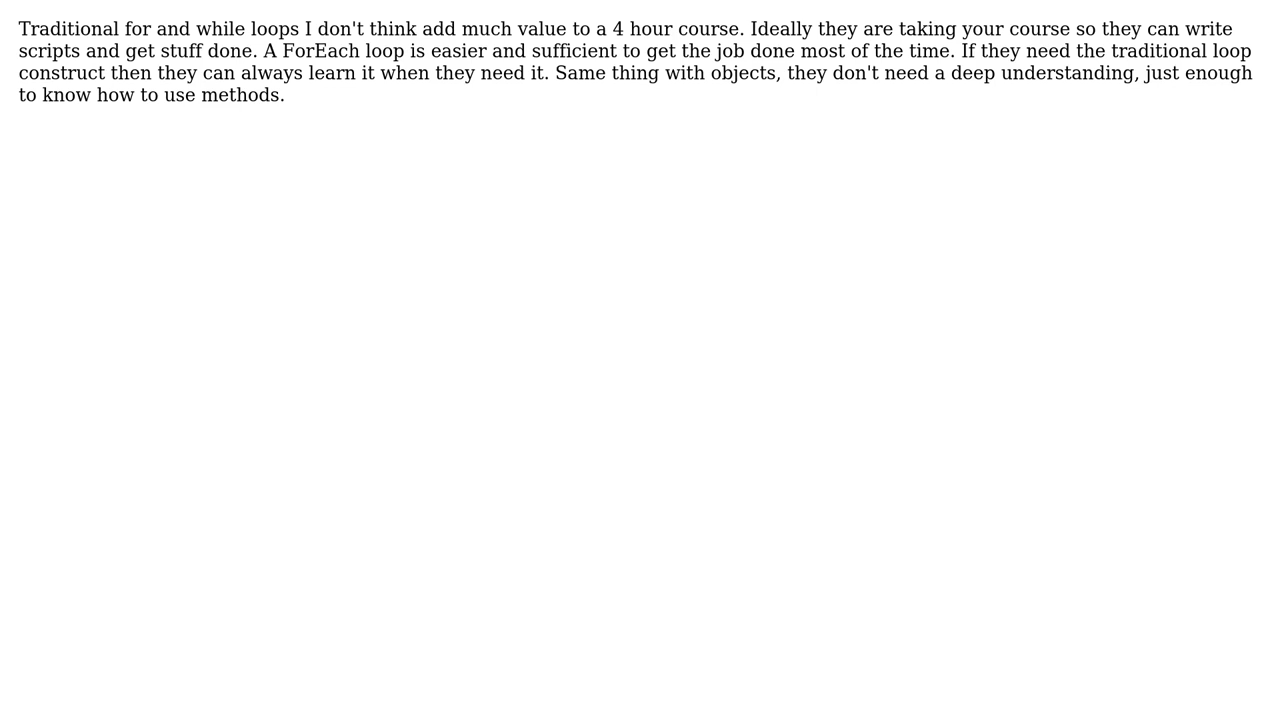 Traditional for and while loops I don't think add much value to a 4 hour course. Ideally they are taking your course so they can write
scripts and get stuff done. A ForEach loop is easier and sufficient to get the job done most of the time. If they need the traditional loop
construct then they can always learn it when they need it. Same thing with objects, they don't need a deep understanding, just enough
to know how to use methods.